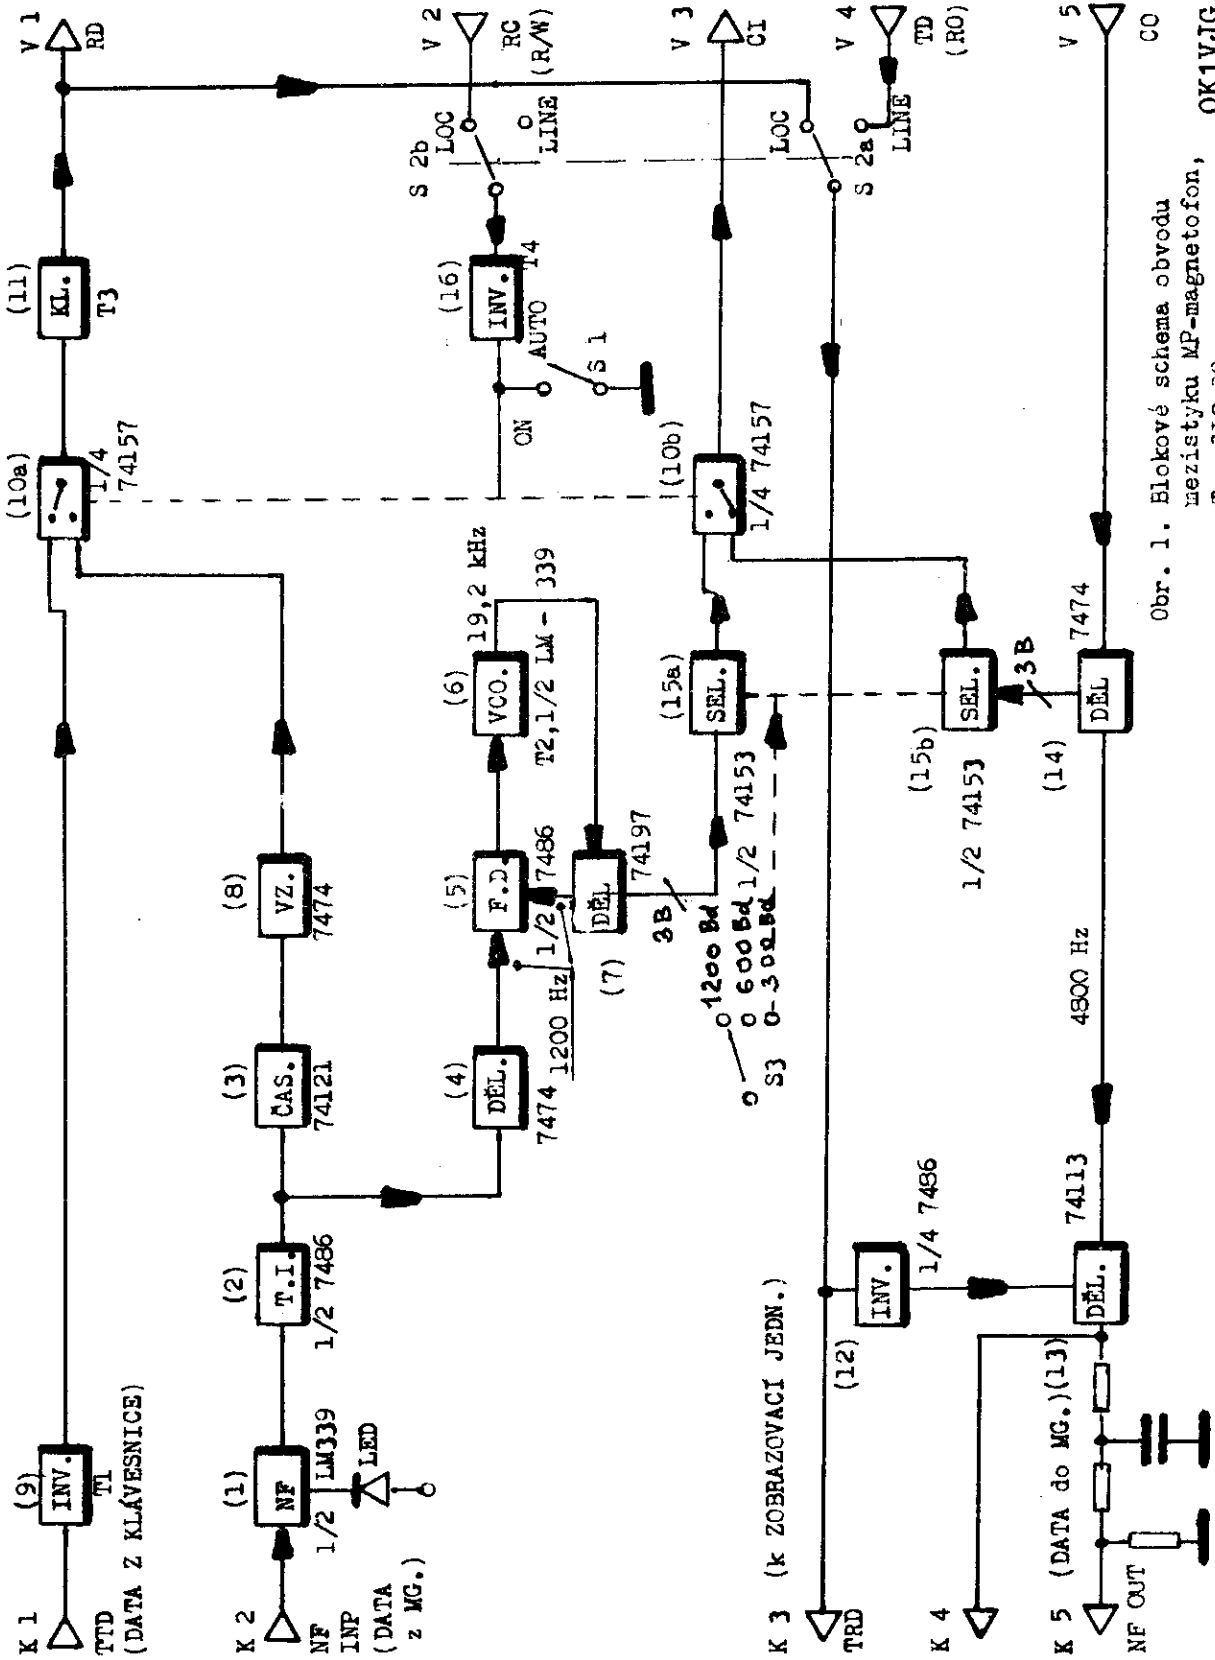 K 1
TTD
(DATA Z KLÁVESNICE)
(9)
INV.
T1
(10a)
1/4
74157
(11)
KL.
T3
V 1
RD
K 2
NF
INP
(DATA
z MG.)
(1)
NF
1/2 LM339
LED
(2)
T.I.
1/2 7486
(3)
ČAS.
74121
(8)
VZ.
7474
(4)
DĚL.
7474
1200 Hz
(5)
F.D.
1/2 7486
(6)
VCO.
19,2 kHz
T2,1/2 LM - 339
(7)
DĚL
74197
3B
ON
AUTO
S 1
(16)
INV.
T4
S 2b
LOC
LINE
V 2
RC
(R/W)
S3
1200 Bd
600 Bd
300 Bd
1/2 74153
(15a)
SEL.
(10b)
1/4 74157
V 3
CI
LOC
S 2a
LINE
V 4
TD
(RO)
K 3
TRD
(k ZOBRAZOVACÍ JEDN.)
(12)
INV.
1/4 7486
(15b)
SEL.
1/2 74153
3B
K 4
K 5
NF OUT
(DATA do MG.)
(13)
DĚL.
74113
4800 Hz
(14)
DĚL
7474
V 5
CO
Obr. 1. Blokové schema obvodu
mezistyku MP-magnetofon,
OK1VJG